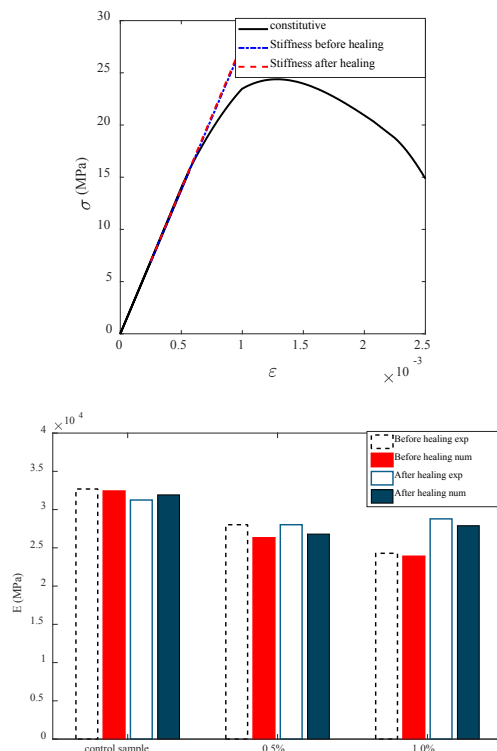 constitutive
Stiffness before healing
Stiffness after healing
30
25
20
15
10
5
0
σ (MPa)
0 0.5 1 1.5 2 2.5
×10 -3
ε
×10 4
Before healing exp
Before healing num
After healing exp
After healing num
4
3.5
3
2.5
2
1.5
1
0.5
0
E (MPa)
control sample 0.5% 1.0%